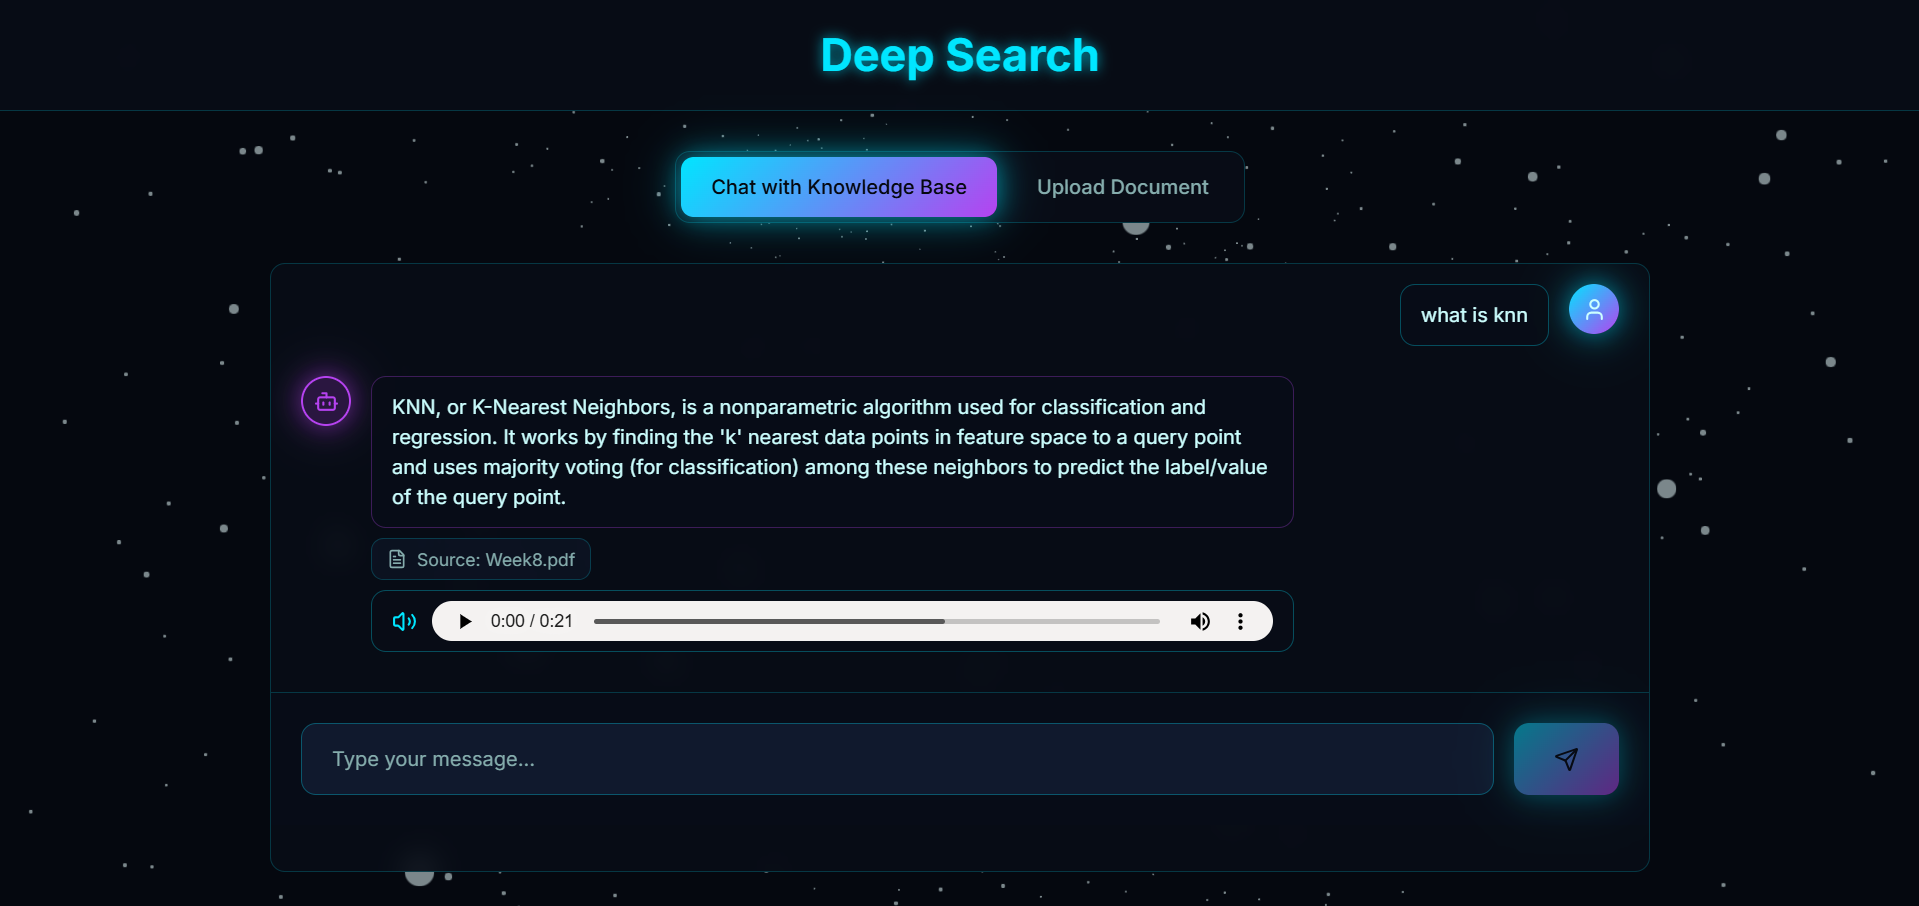 Deep Search
Chat with Knowledge Base
Upload Document
what is knn
KNN, or K-Nearest Neighbors, is a nonparametric algorithm used for classification and
regression. It works by finding the 'k' nearest data points in feature space to a query point
and uses majority voting (for classification) among these neighbors to predict the label/value
of the query point.
Source: Week8.pdf
0:00 / 0:21
Type your message...